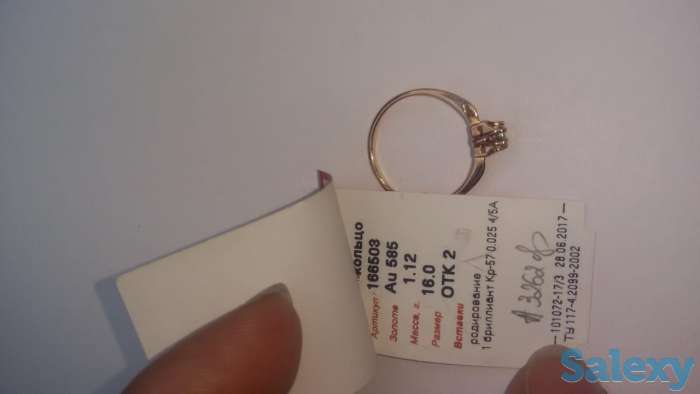 кольцо
Артикул 166508
Золото Au 585
Масса, г. 1.12
Размер 16.0
ОТК 2
Вставки
родирование
1 бриллиант Кр-57 0.025 4/5А
101072-17/3 28.06.2017
ТУ 117-4.2099-2002
Salexy